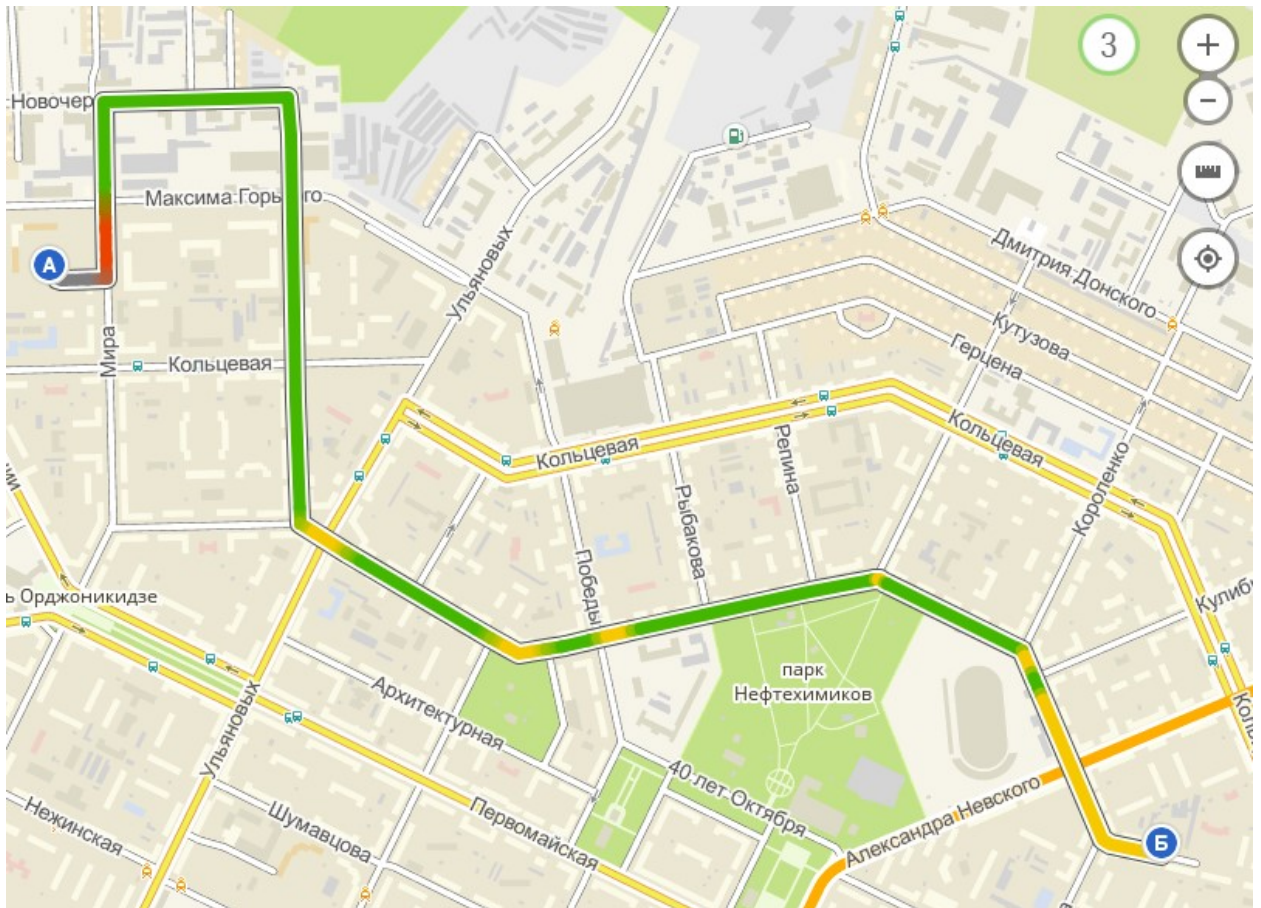 3
+
Новочер
−
Максима Горького
А
Ульяновых
Дмитрия Донского
Кутузова
Герцена
Мира
Кольцевая
Кольцевая
Кольцевая
Репина
Рыбакова
Короленко
ии
Победы
ь Орджоникидзе
Кулиб
парк
Нефтехимиков
Архитектурная
Ульяновых
40 лет Октября
Александра Невского
Первомайская
Нежинская
Шумавцова
Б